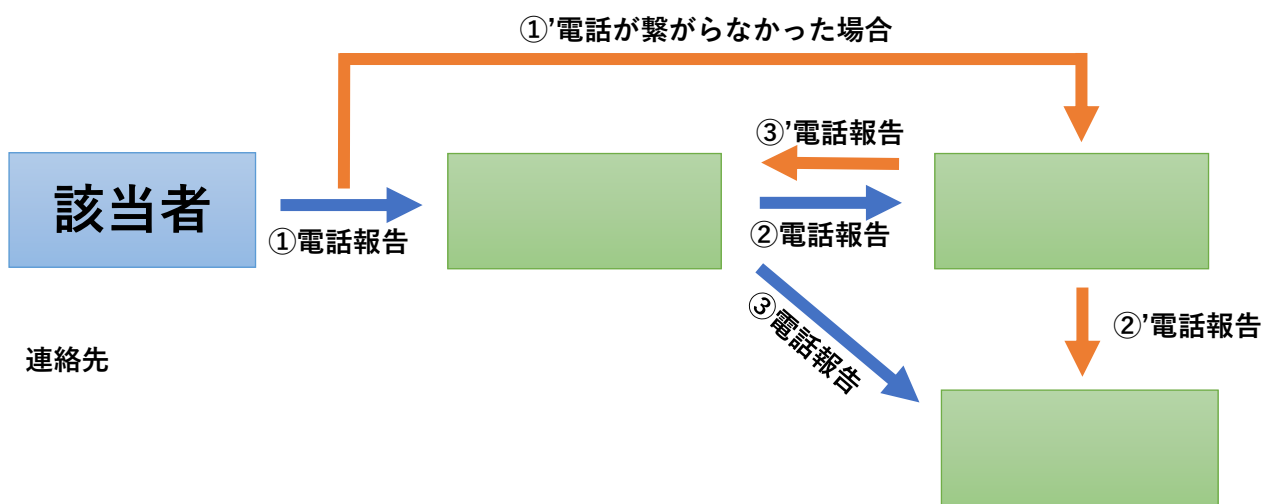 ①’電話が繋がらなかった場合
③’電話報告
該当者
①電話報告
②電話報告
③電話報告
②’電話報告
連絡先